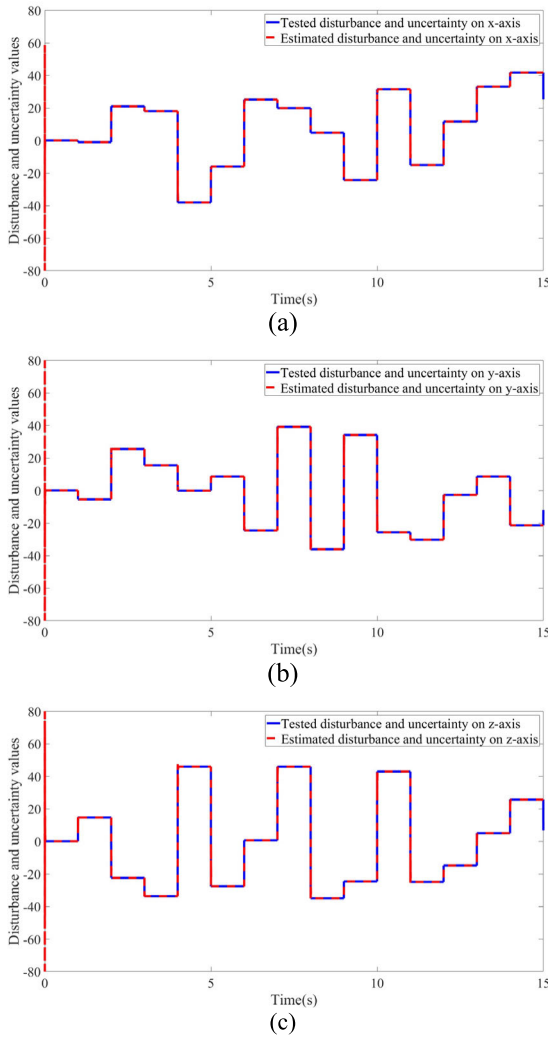 (a)
Tested disturbance and uncertainty on x-axis
Estimated disturbance and uncertainty on x-axis
Disturbance and uncertainty values
80
60
40
20
0
-20
-40
-60
-80
0 5 10 15
Time(s)
(a)
Tested disturbance and uncertainty on y-axis
Estimated disturbance and uncertainty on y-axis
Disturbance and uncertainty values
80
60
40
20
0
-20
-40
-60
-80
0 5 10 15
Time(s)
(b)
Tested disturbance and uncertainty on z-axis
Estimated disturbance and uncertainty on z-axis
Disturbance and uncertainty values
80
60
40
20
0
-20
-40
-60
-80
0 5 10 15
Time(s)
(c)